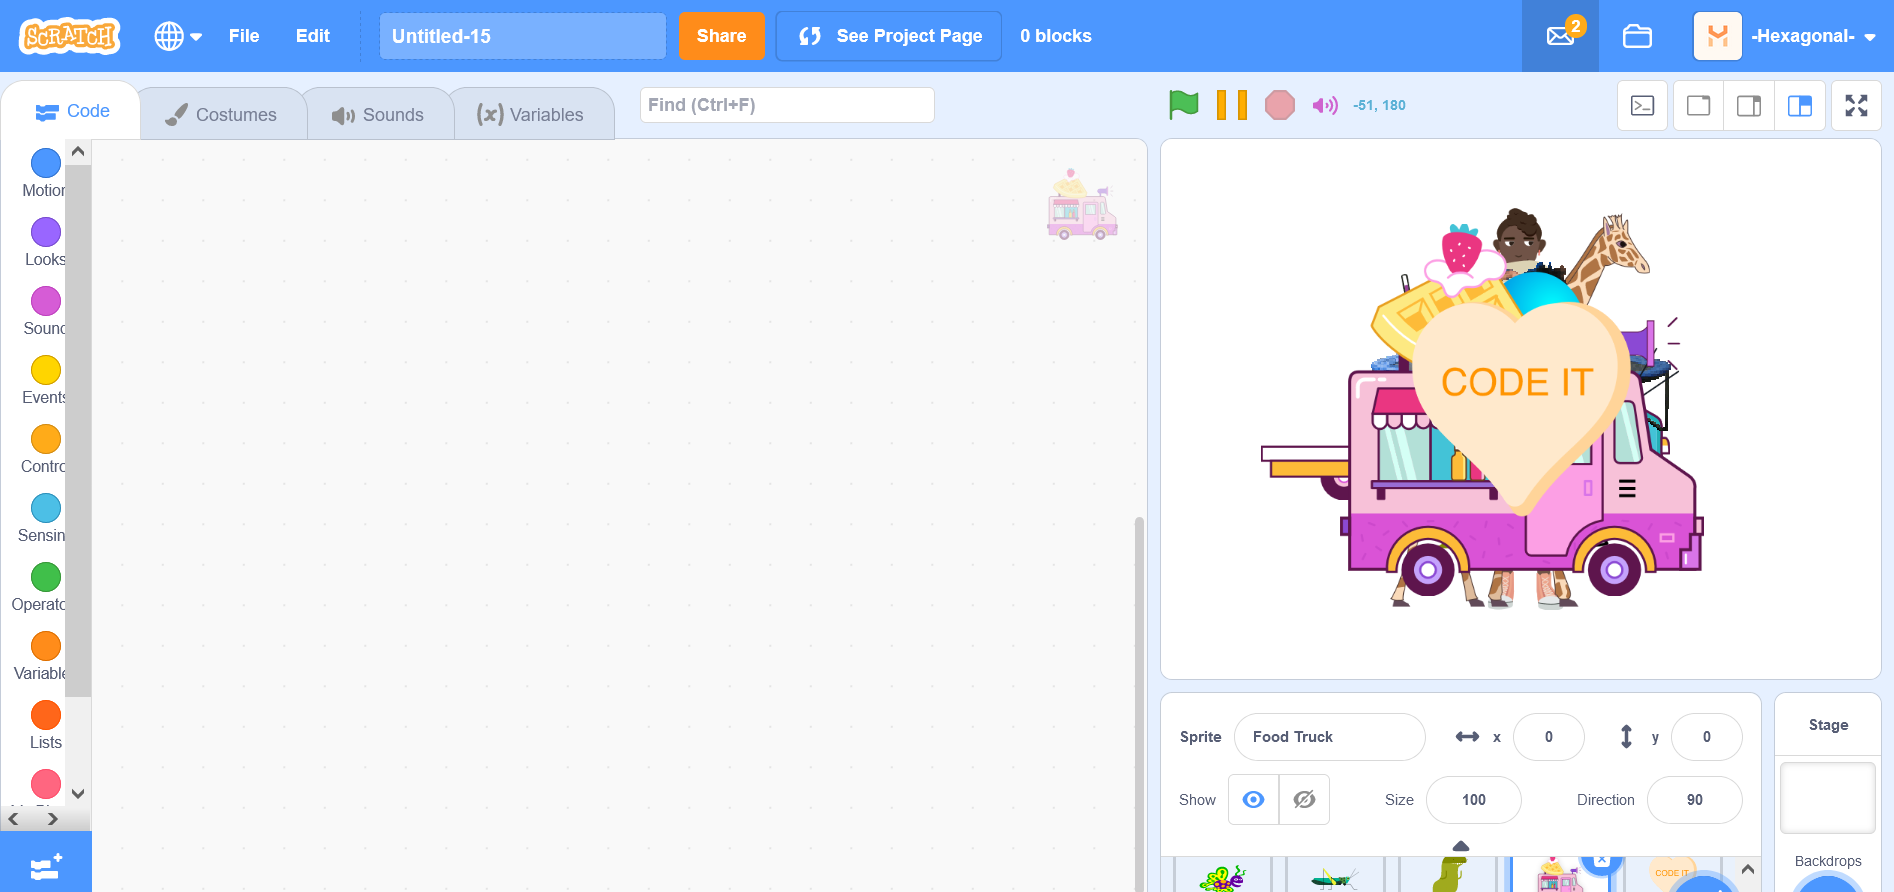 SCRATCH
File
Edit
Untitled-15
Share
See Project Page
0 blocks
2
-Hexagonal-
Code
Costumes
Sounds
(x) Variables
Find (Ctrl+F)
-51, 180
Motion
Looks
Sound
Events
Contro
Sensin
Operato
Variable
Lists
CODE IT
Sprite
Food Truck
x
0
y
0
Show
Size
100
Direction
90
Stage
Backdrops
CODE IT